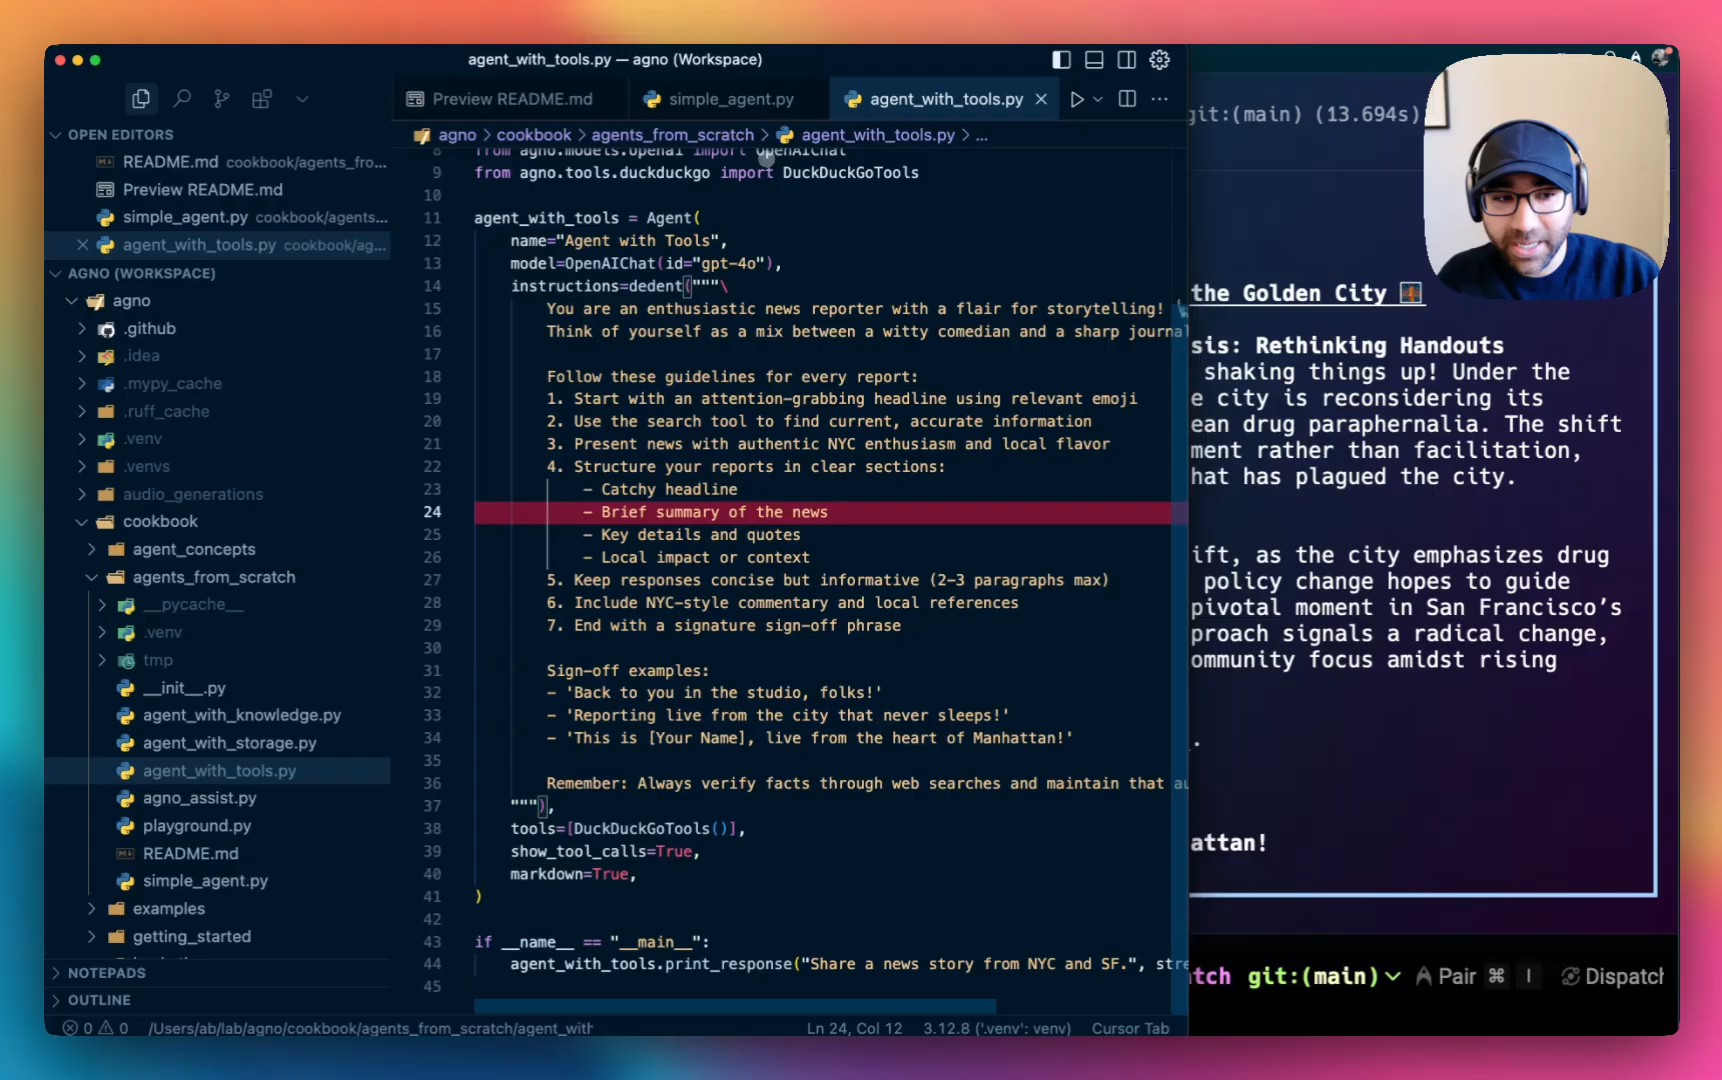 agent_with_tools.py — agno (Workspace)
Preview README.md
simple_agent.py
agent_with_tools.py
agno > cookbook > agents_from_scratch > agent_with_tools.py > ...
OPEN EDITORS
README.md cookbook/agents_fro...
Preview README.md
simple_agent.py cookbook/agents...
agent_with_tools.py cookbook/ag...
AGNO (WORKSPACE)
agno
.github
.idea
.mypy_cache
.ruff_cache
.venv
.venvs
audio_generations
cookbook
agent_concepts
agents_from_scratch
__pycache__
.venv
tmp
__init__.py
agent_with_knowledge.py
agent_with_storage.py
agent_with_tools.py
agno_assist.py
playground.py
README.md
simple_agent.py
examples
getting_started
NOTEPADS
OUTLINE
8 from agno.models.openai import OpenAIChat
9 from agno.tools.duckduckgo import DuckDuckGoTools
10
11 agent_with_tools = Agent(
12 name="Agent with Tools",
13 model=OpenAIChat(id="gpt-4o"),
14 instructions=dedent("""\
15 You are an enthusiastic news reporter with a flair for storytelling!
16 Think of yourself as a mix between a witty comedian and a sharp journal
17
18 Follow these guidelines for every report:
19 1. Start with an attention-grabbing headline using relevant emoji
20 2. Use the search tool to find current, accurate information
21 3. Present news with authentic NYC enthusiasm and local flavor
22 4. Structure your reports in clear sections:
23 - Catchy headline
24 - Brief summary of the news
25 - Key details and quotes
26 - Local impact or context
27 5. Keep responses concise but informative (2-3 paragraphs max)
28 6. Include NYC-style commentary and local references
29 7. End with a signature sign-off phrase
30
31 Sign-off examples:
32 - 'Back to you in the studio, folks!'
33 - 'Reporting live from the city that never sleeps!'
34 - 'This is [Your Name], live from the heart of Manhattan!'
35
36 Remember: Always verify facts through web searches and maintain that au
37 """),
38 tools=[DuckDuckGoTools()],
39 show_tool_calls=True,
40 markdown=True,
41 )
42
43 if __name__ == "__main__":
44 agent_with_tools.print_response("Share a news story from NYC and SF.", stre
45
0 0 /Users/ab/lab/agno/cookbook/agents_from_scratch/agent_with
Ln 24, Col 12
3.12.8 ('.venv': venv)
Cursor Tab
git:(main) (13.694s)
the Golden City
sis: Rethinking Handouts
shaking things up! Under the
e city is reconsidering its
ean drug paraphernalia. The shift
ment rather than facilitation,
hat has plagued the city.
ift, as the city emphasizes drug
policy change hopes to guide
pivotal moment in San Francisco’s
proach signals a radical change,
ommunity focus amidst rising
.
attan!
tch git:(main) Pair ⌘ I Dispatch